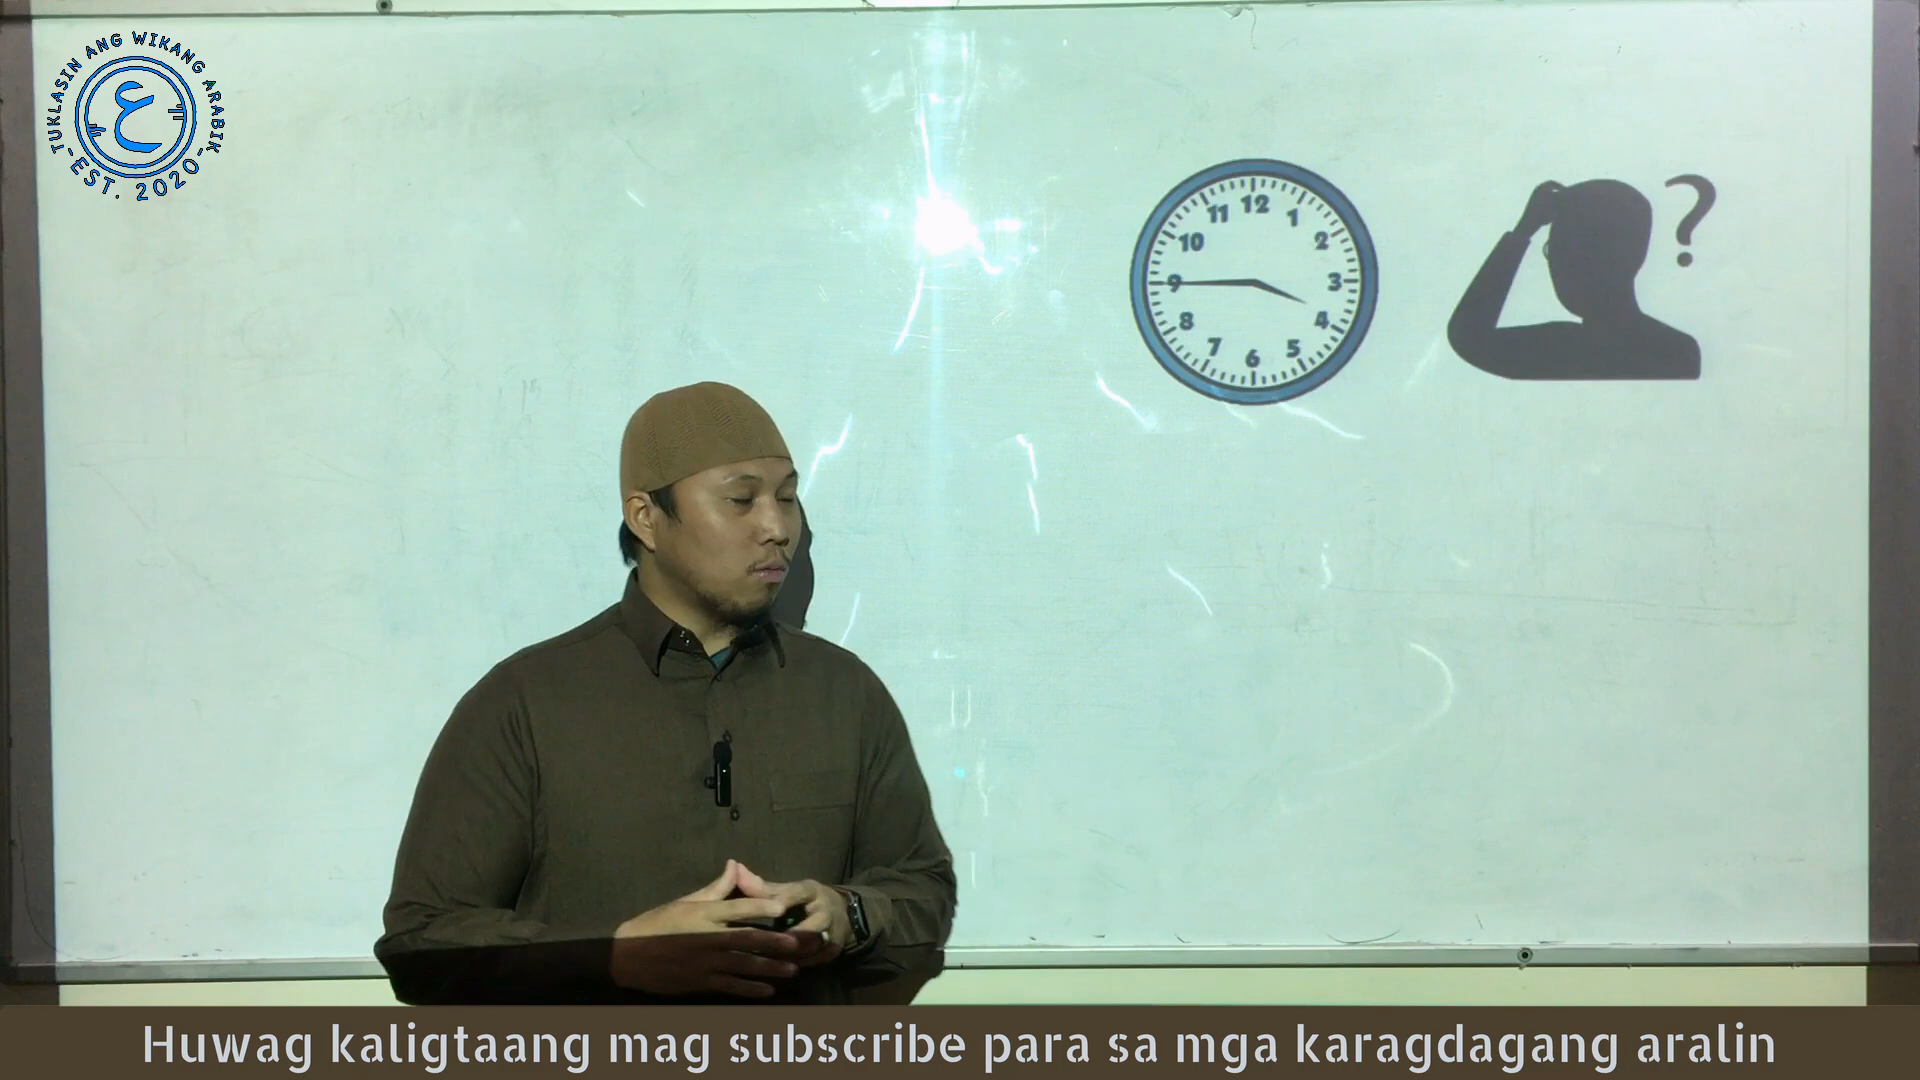 TUKLASIN ANG WIKANG ARABIK
ع
-EST. 2020-
12
11 1
10 2
9 3
8 4
7 5
6
?
Huwag kaligtaang mag subscribe para sa mga karagdagang aralin